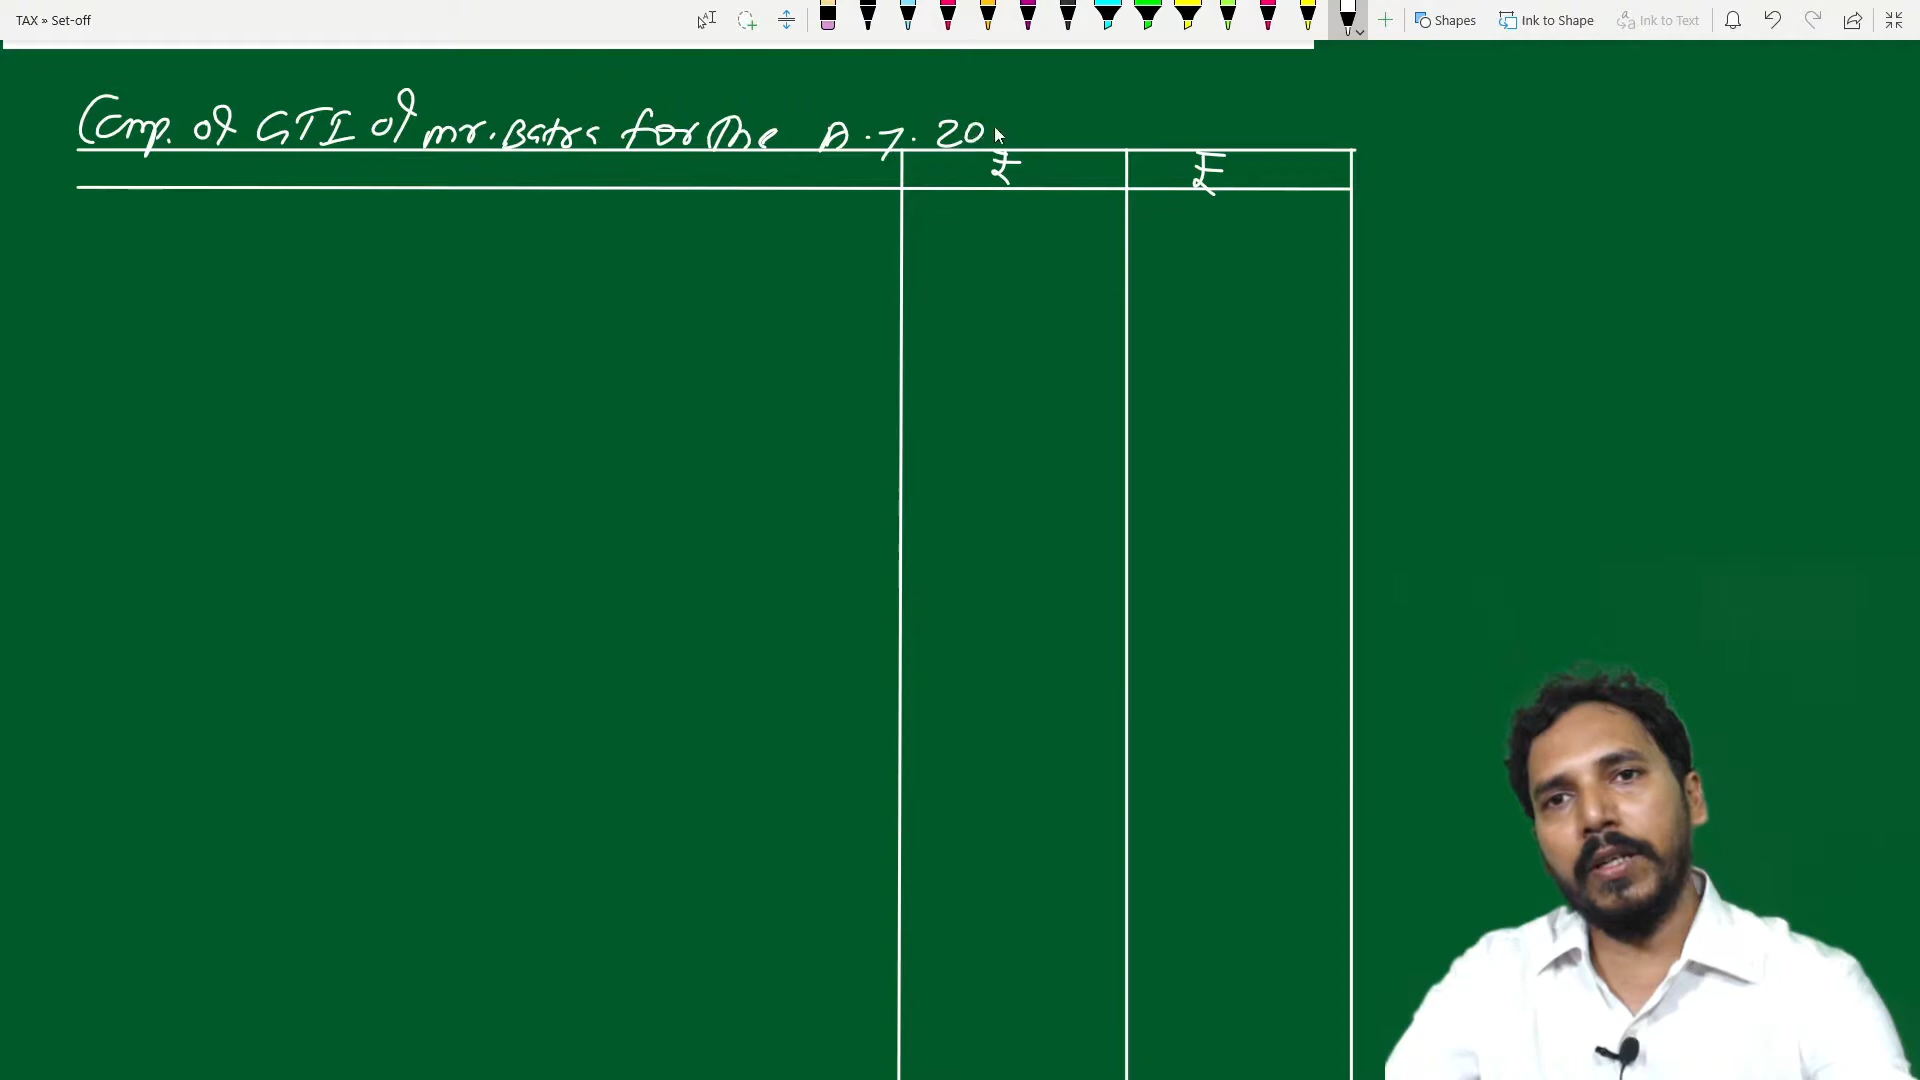 TAX » Set-off
Shapes
Ink to Shape
Ink to Text
Comp. of GTI of Mr. Batra for the A.Y. 20
₹ ₹